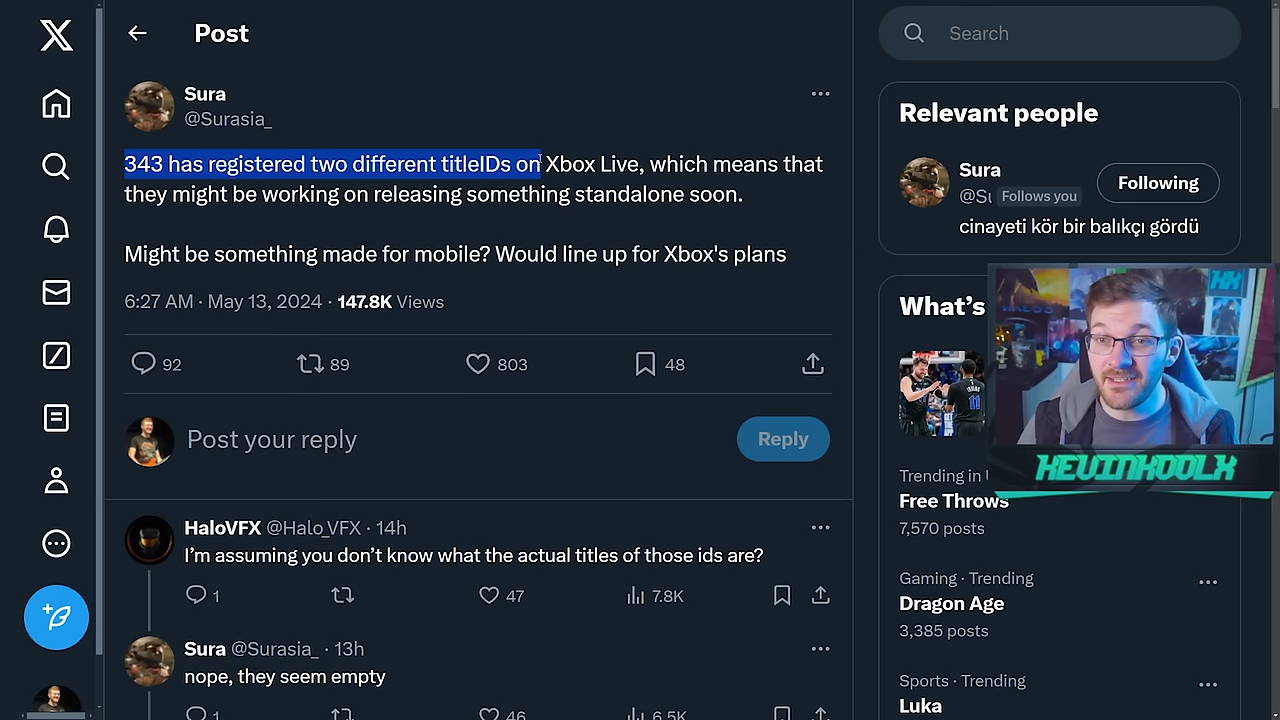 Post
Search
Sura
@Surasia_
343 has registered two different titleIDs on Xbox Live, which means that
they might be working on releasing something standalone soon.
Might be something made for mobile? Would line up for Xbox's plans
6:27 AM · May 13, 2024 · 147.8K Views
92
89
803
48
Post your reply
Reply
HaloVFX @Halo_VFX · 14h
I'm assuming you don't know what the actual titles of those ids are?
1
47
7.8K
Sura @Surasia_ · 13h
nope, they seem empty
1
46
6.5K
Relevant people
Sura
@Su Follows you
Following
cinayeti kör bir balıkçı gördü
What's
KEVINKOOLX
Trending in
Free Throws
7,570 posts
Gaming · Trending
Dragon Age
3,385 posts
Sports · Trending
Luka